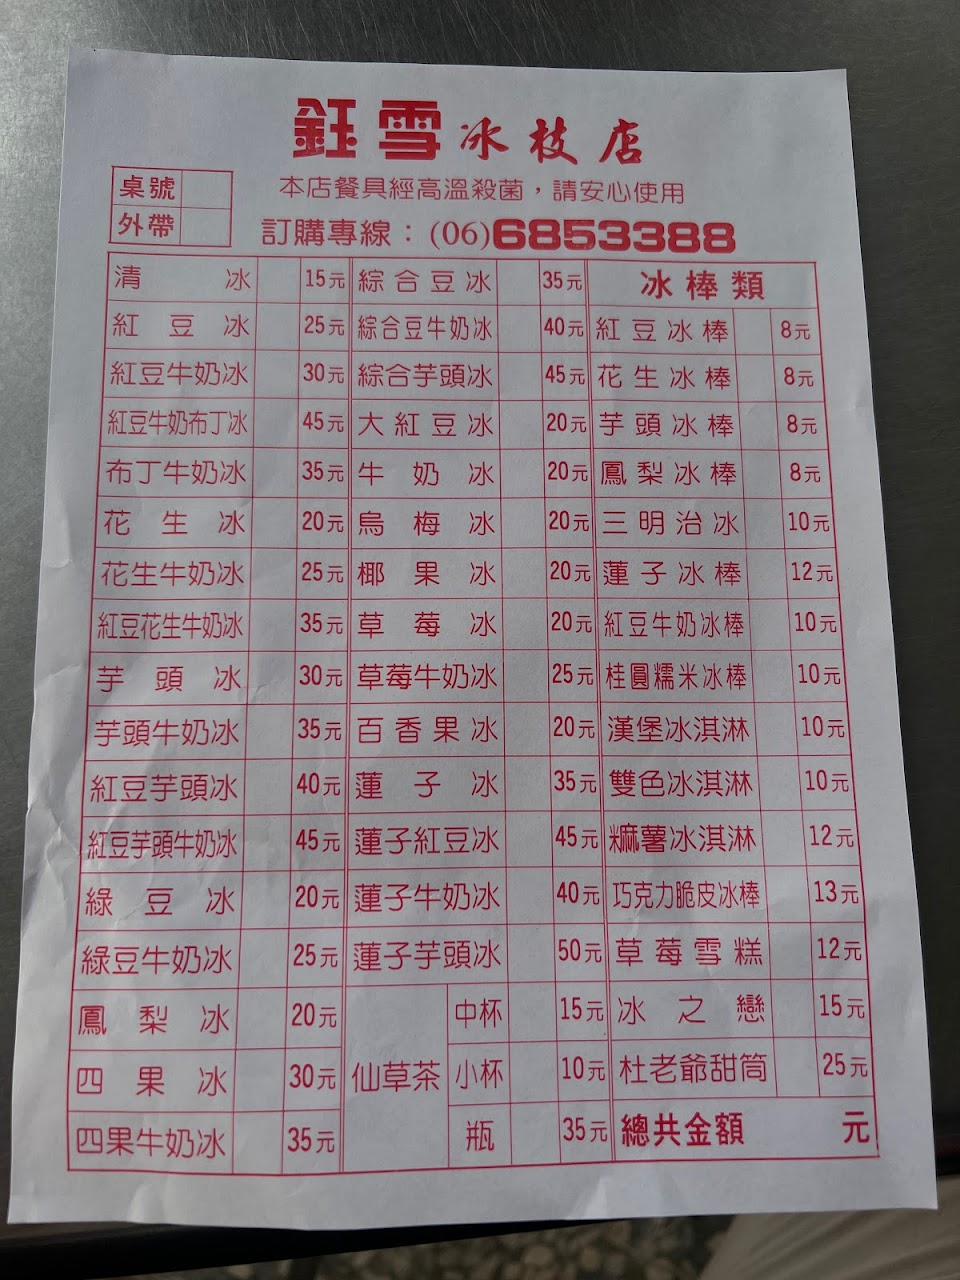 鈺雪冰枝店
本店餐具經高溫殺菌，請安心使用
桌號
外帶
訂購專線：(06)6853388
清冰 15元
紅豆冰 25元
紅豆牛奶冰 30元
紅豆牛奶布丁冰 45元
布丁牛奶冰 35元
花生冰 20元
花生牛奶冰 25元
紅豆花生牛奶冰 35元
芋頭冰 30元
芋頭牛奶冰 35元
紅豆芋頭冰 40元
紅豆芋頭牛奶冰 45元
綠豆冰 20元
綠豆牛奶冰 25元
鳳梨冰 20元
四果冰 30元
四果牛奶冰 35元
綜合豆冰 35元
綜合豆牛奶冰 40元
綜合芋頭冰 45元
大紅豆冰 20元
牛奶冰 20元
烏梅冰 20元
椰果冰 20元
草莓冰 20元
草莓牛奶冰 25元
百香果冰 20元
蓮子冰 35元
蓮子紅豆冰 45元
蓮子牛奶冰 40元
蓮子芋頭冰 50元
仙草茶
中杯 15元
小杯 10元
瓶 35元
冰棒類
紅豆冰棒 8元
花生冰棒 8元
芋頭冰棒 8元
鳳梨冰棒 8元
三明治冰 10元
蓮子冰棒 12元
紅豆牛奶冰棒 10元
桂圓糯米冰棒 10元
漢堡冰淇淋 10元
雙色冰淇淋 10元
糊薯冰淇淋 12元
巧克力脆皮冰棒 13元
草莓雪糕 12元
冰之戀 15元
杜老爺甜筒 25元
總共金額 元